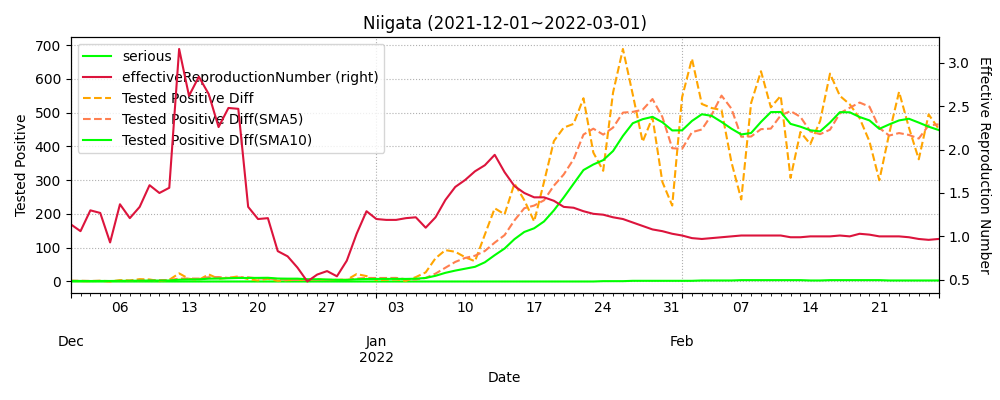 Niigata (2021-12-01~2022-03-01)
serious
effectiveReproductionNumber (right)
Tested Positive Diff
Tested Positive Diff(SMA5)
Tested Positive Diff(SMA10)
Tested Positive
700
600
500
400
300
200
100
0
Effective Reproduction Number
3.0
2.5
2.0
1.5
1.0
0.5
06 13 20 27 03 10 17 24 31 07 14 21
Dec Jan Feb
2022
Date